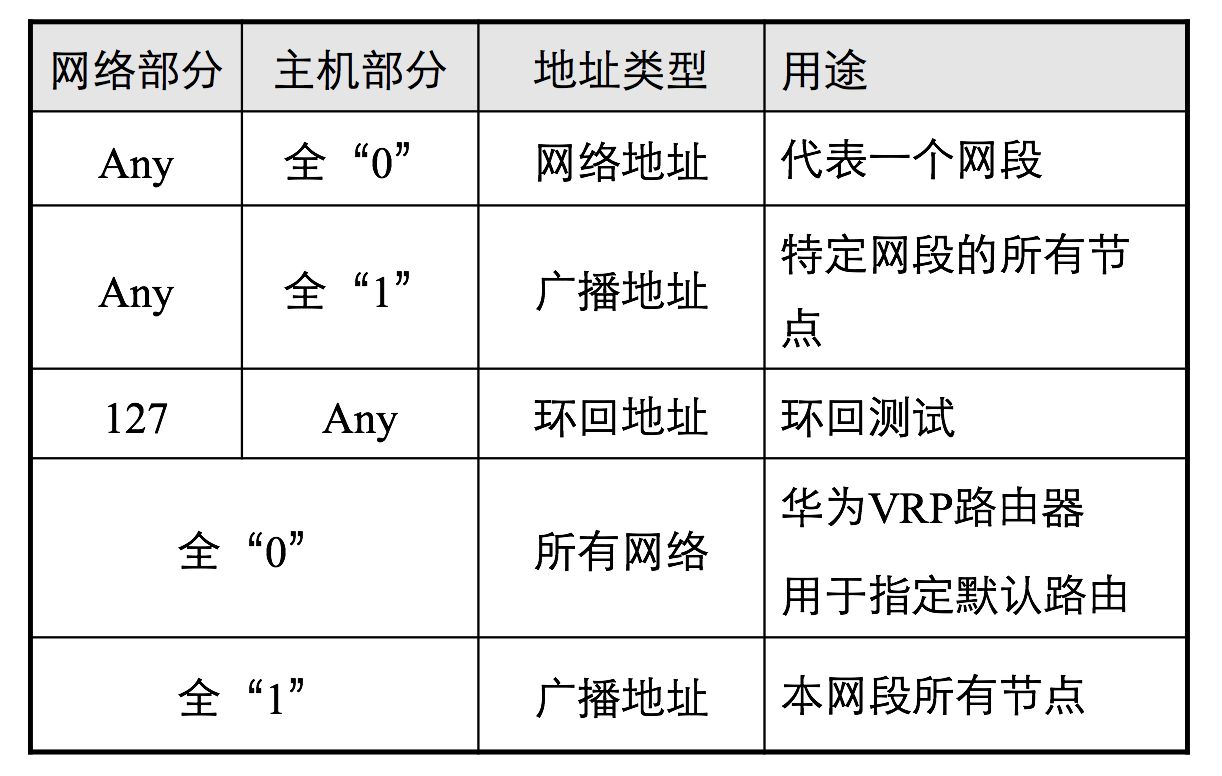 网络部分 主机部分 地址类型 用途
Any 全“0” 网络地址 代表一个网段
Any 全“1” 广播地址 特定网段的所有节
点
127 Any 环回地址 环回测试
全“0” 所有网络 华为VRP路由器
用于指定默认路由
全“1” 广播地址 本网段所有节点